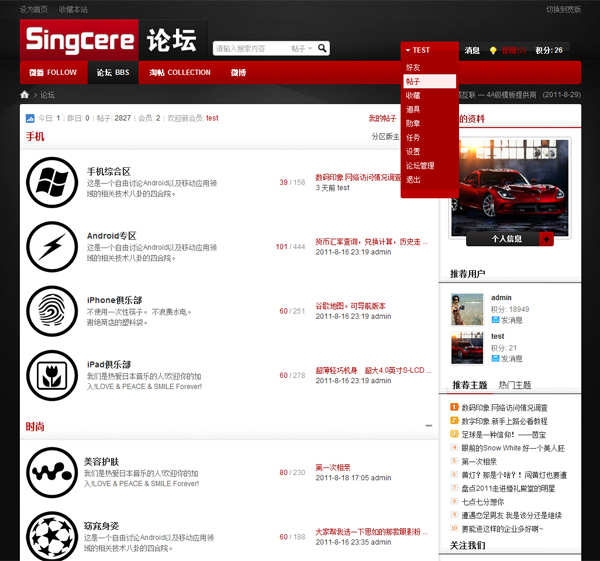 设为首页 收藏本站 切换到宽版
SingCere 论坛
请输入搜索内容 帖子
TEST 消息 提醒(2) 积分: 26
微播 FOLLOW 论坛 BBS 淘帖 COLLECTION 微博
好友
帖子
收藏
道具
勋章
任务
设置
论坛管理
退出
论坛
互联 — 4A级模板提供商 (2011-8-29)
今日: 1 | 昨日: 0 | 帖子: 2827 | 会员: 2 | 欢迎新会员: test 我的帖子
手机 分区版主
手机综合区
这是一个自由讨论Android以及移动应用领
域的相关技术八卦的四合院。
39 / 158
数码印象 网络访问情况调查
3 天前 test
Android专区
这是一个自由讨论Android以及移动应用领
域的相关技术八卦的四合院。
101 / 444
货币汇率查询，兑换计算，历史走 ...
2011-8-16 23:19 admin
iPhone俱乐部
不使用一次性筷子。 不浪费水电。
谢绝商店的塑料袋。
60 / 251
谷歌地图。可导航版本
2011-8-16 23:19 admin
iPad俱乐部
我们是热爱日本音乐的人!欢迎你的加
入!LOVE & PEACE & SMILE Forever!
60 / 278
超薄轻巧机身 超大4.0英寸S-LCD ...
2011-8-16 23:39 admin
时尚
美容护肤
我们是热爱日本音乐的人!欢迎你的加
入!LOVE & PEACE & SMILE Forever!
80 / 230
第一次相亲
2011-8-18 17:05 admin
窈窕身姿
这是一个自由讨论Android以及移动应用领
域的相关技术八卦的四合院。
60 / 188
大家帮我选一下思如的那款眼影粉 ...
2011-8-16 23:35 admin
的资料
个人信息
推荐用户
admin
积分: 18949
发消息
test
积分: 21
发消息
推荐主题 热门主题
1 数码印象 网络访问情况调查
2 数字印象 新手上路必看教程
3 足球是一种信仰！——茵宝
4 眼前的Snow White 好一个美人胚
5 第一次相亲
6 黄灯？那是个啥？！闯黄灯也要遭
7 盘点2011走进婚礼殿堂的明星
8 七点七分想你
9 遭遇恋足男友 我是该分还是继续
10 要能进这样的企业多好啊~
关注我们